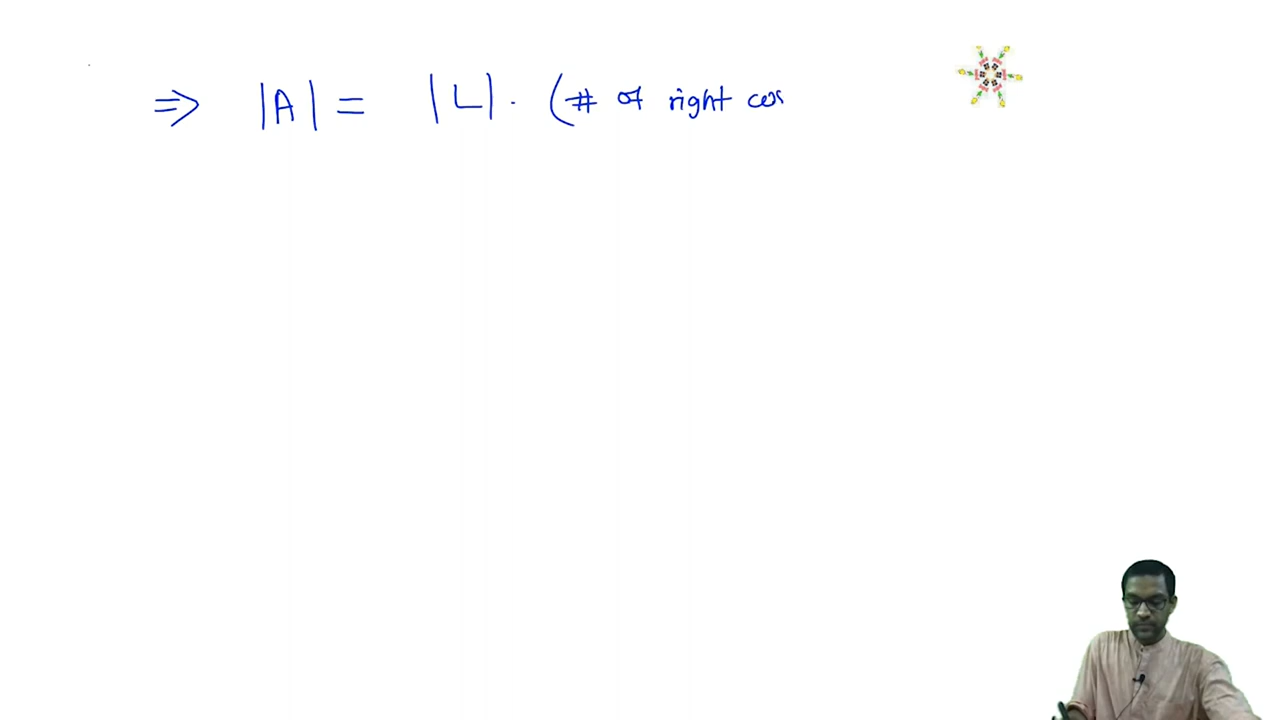 ⇒ |A| = |L| · (# of right cos